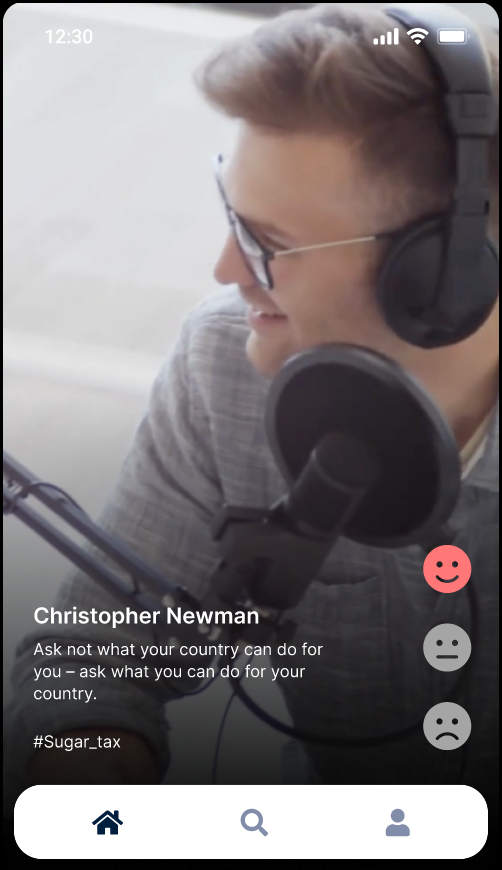 12:30
Christopher Newman
Ask not what your country can do for
you – ask what you can do for your
country.
#Sugar_tax